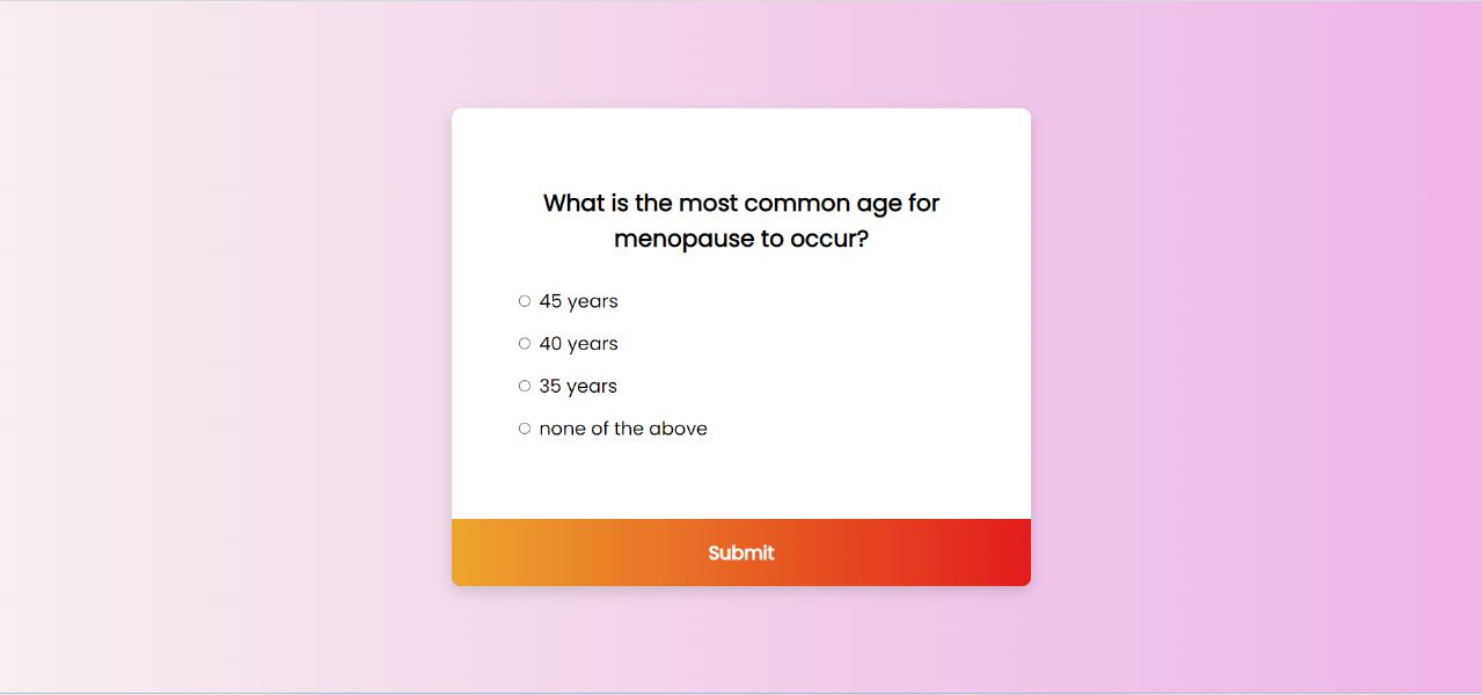 What is the most common age for
menopause to occur?
45 years
40 years
35 years
none of the above
Submit